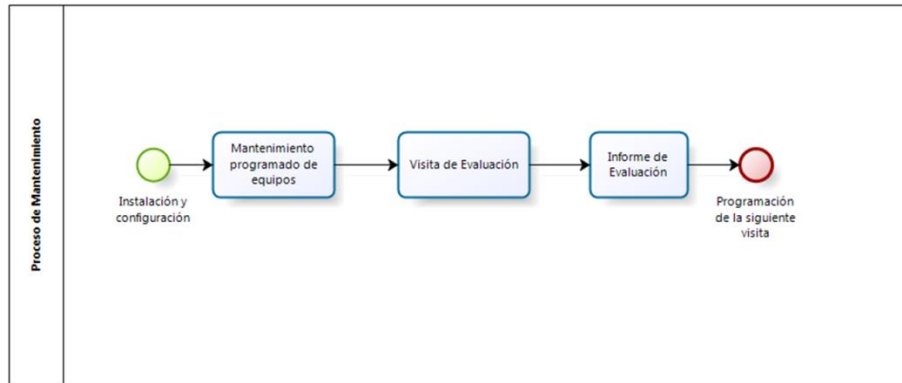 Proceso de Mantenimiento
Instalación y
configuración
Mantenimiento
programado de
equipos
Visita de Evaluación
Informe de
Evaluación
Programación
de la siguiente
visita